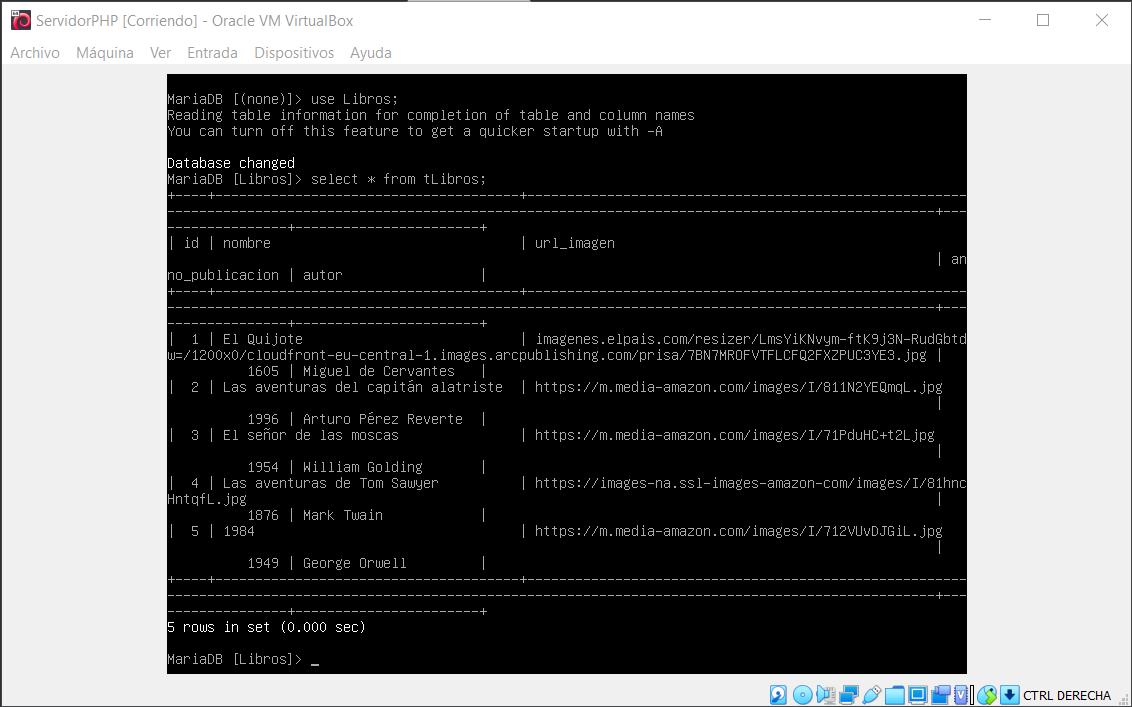 ServidorPHP [Corriendo] - Oracle VM VirtualBox
Archivo Máquina Ver Entrada Dispositivos Ayuda
MariaDB [(none)]> use Libros;
Reading table information for completion of table and column names
You can turn off this feature to get a quicker startup with -A
Database changed
MariaDB [Libros]> select * from tLibros;
+----+--------------------------------------+-------------------------------------------------------
------------------------------------------------------------------------------------------------+---
---------------+-----------------------+
| id | nombre                               | url_imagen
                                                                                                | an
no_publicacion | autor                 |
+----+--------------------------------------+-------------------------------------------------------
------------------------------------------------------------------------------------------------+---
---------------+-----------------------+
|  1 | El Quijote                           | imagenes.elpais.com/resizer/LmsYiKNvym-ftK9j3N-RudGbtd
w=/1200x0/cloudfront-eu-central-1.images.arcpublishing.com/prisa/7BN7MROFVTFLCFQ2FXZPUC3YE3.jpg |
          1605 | Miguel de Cervantes   |
|  2 | Las aventuras del capitán alatriste  | https://m.media-amazon.com/images/I/811N2YEQmqL.jpg
                                                                                                |
          1996 | Arturo Pérez Reverte  |
|  3 | El señor de las moscas               | https://m.media-amazon.com/images/I/71PduHC+t2Ljpg
                                                                                                |
          1954 | William Golding       |
|  4 | Las aventuras de Tom Sawyer          | https://images-na.ssl-images-amazon-com/images/I/81hnc
HntqfL.jpg                                                                                      |
          1876 | Mark Twain            |
|  5 | 1984                                 | https://m.media-amazon.com/images/I/712VUvDJGiL.jpg
                                                                                                |
          1949 | George Orwell         |
+----+--------------------------------------+-------------------------------------------------------
------------------------------------------------------------------------------------------------+---
---------------+-----------------------+
5 rows in set (0.000 sec)
MariaDB [Libros]> _
CTRL DERECHA